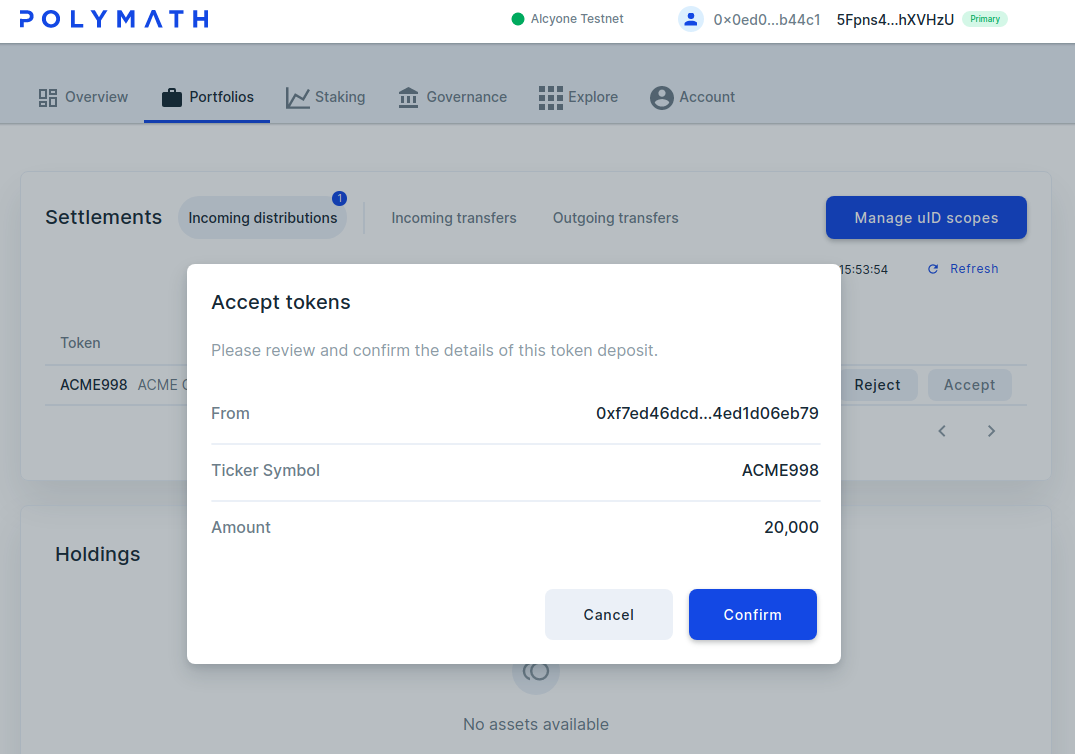 POLYMATH
Alcyone Testnet
0x0ed0...b44c1 5Fpns4...hXVHzU Primary
Overview Portfolios Staking Governance Explore Account
Settlements Incoming distributions 1 Incoming transfers Outgoing transfers Manage uID scopes
15:53:54 Refresh
Accept tokens
Please review and confirm the details of this token deposit.
Token
ACME998 ACME Reject Accept
From 0xf7ed46dcd...4ed1d06eb79
Ticker Symbol ACME998
Amount 20,000
Holdings
Cancel Confirm
No assets available